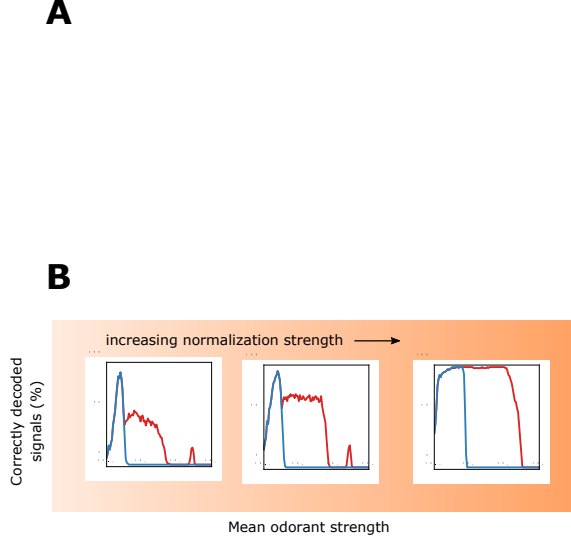 A
B
increasing normalization strength
Correctly decoded
signals (%)
Mean odorant strength